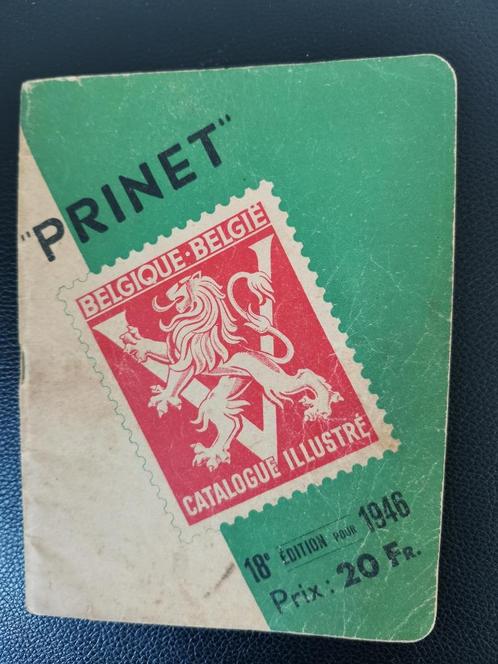 "PRINET"
BELGIQUE·BELGIË
V
CATALOGUE ILLUSTRÉ
18e ÉDITION POUR 1946
Prix: 20 Fr.